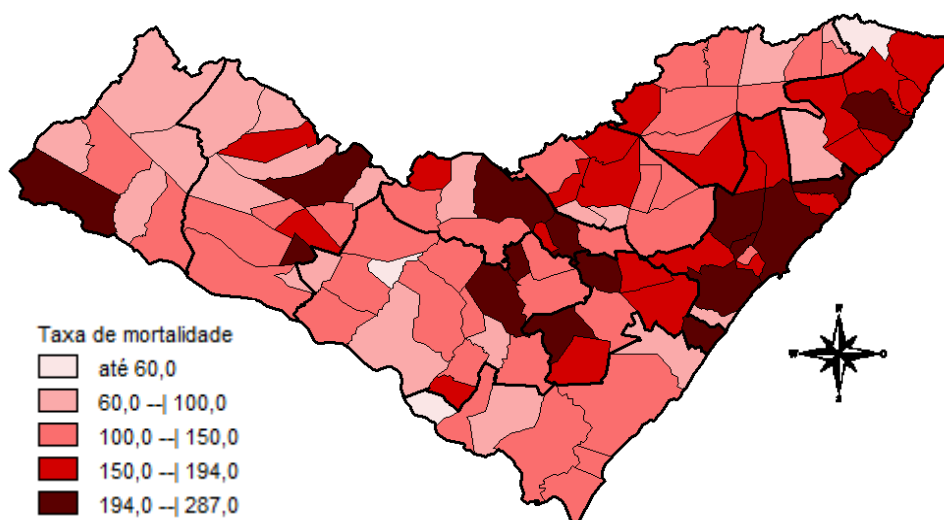 Taxa de mortalidade
até 60,0
60,0 --| 100,0
100,0 --| 150,0
150,0 --| 194,0
194,0 --| 287,0
W